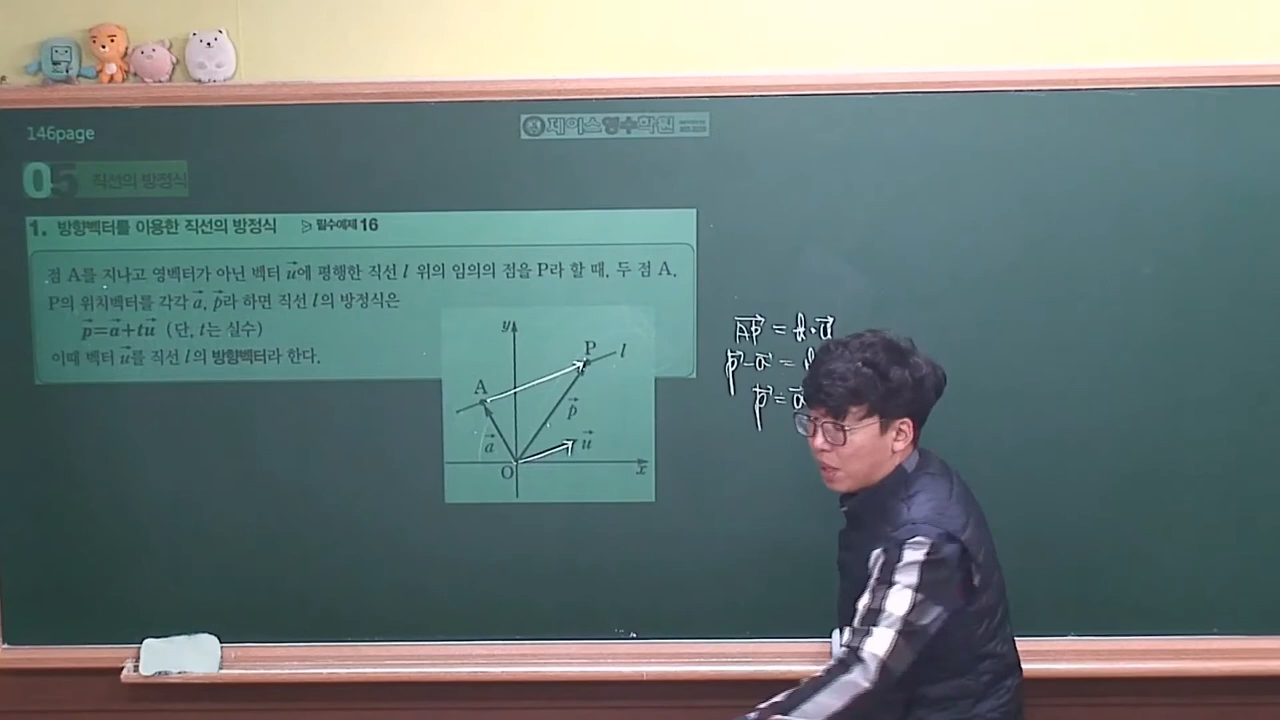 146page
제이스영수학원
05 직선의 방정식
1. 방향벡터를 이용한 직선의 방정식 ▷ 필수예제 16
점 A를 지나고 영벡터가 아닌 벡터 u⃗에 평행한 직선 l 위의 임의의 점을 P라 할 때, 두 점 A,
P의 위치벡터를 각각 a⃗, p⃗라 하면 직선 l의 방정식은
p⃗=a⃗+tu⃗ (단, t는 실수)
이때 벡터 u⃗를 직선 l의 방향벡터라 한다.
y
P
l
A
p⃗
a⃗
u⃗
O
x
AP⃗ = t·u⃗
p⃗-a⃗ =
p⃗=a⃗